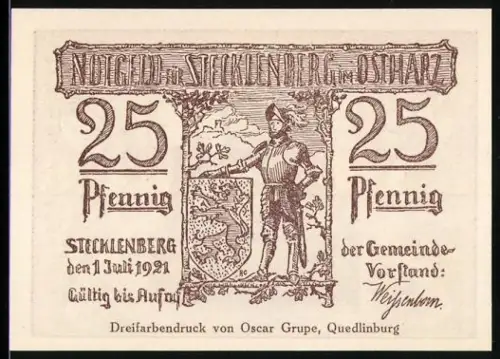 NOTGELD FÜR STECKLENBERG IM OSTHARZ
25 25
Pfennig Pfennig
STECKLENBERG
den 1 Juli 1921
Gültig bis Aufruf
der Gemeinde-
Vorstand:
Weißenborn.
Dreifarbendruck von Oscar Grupe, Quedlinburg